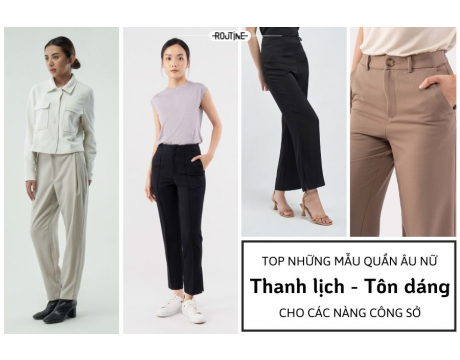 ROUTINE
TOP NHỮNG MẪU QUẦN ÂU NỮ
Thanh lịch - Tôn dáng
CHO CÁC NÀNG CÔNG SỞ